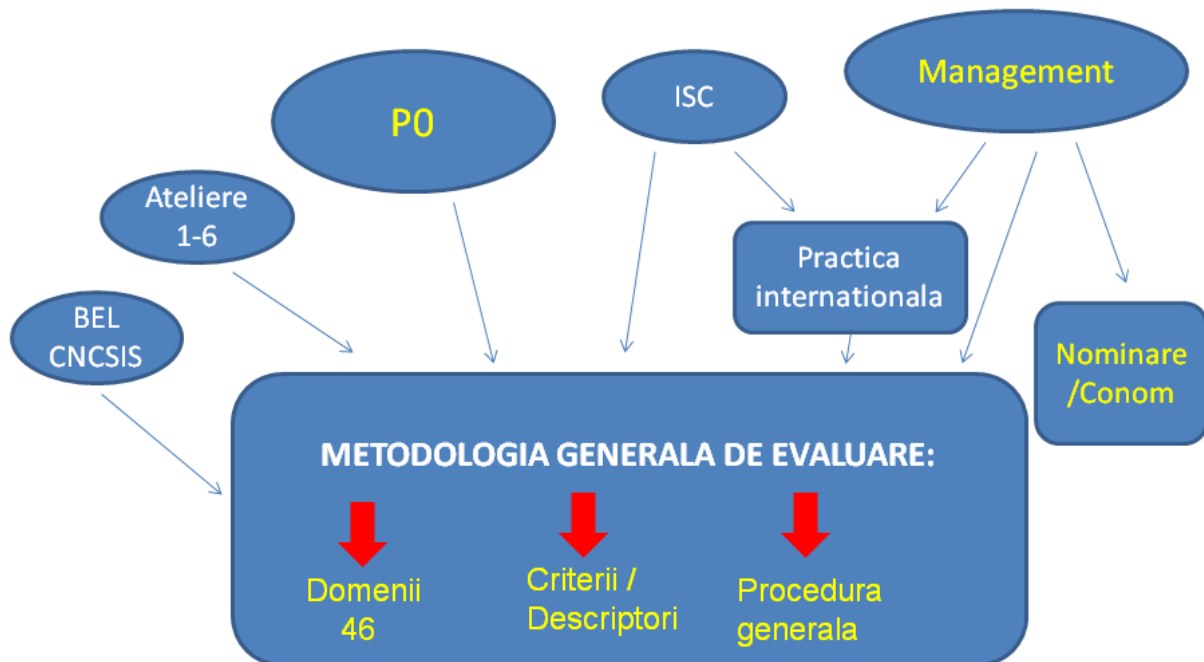 Management
P0
ISC
Ateliere
1-6
Practica
internationala
BEL
CNCSIS
Nominare
/Conom
METODOLOGIA GENERALA DE EVALUARE:
Domenii
46
Criterii /
Descriptori
Procedura
generala